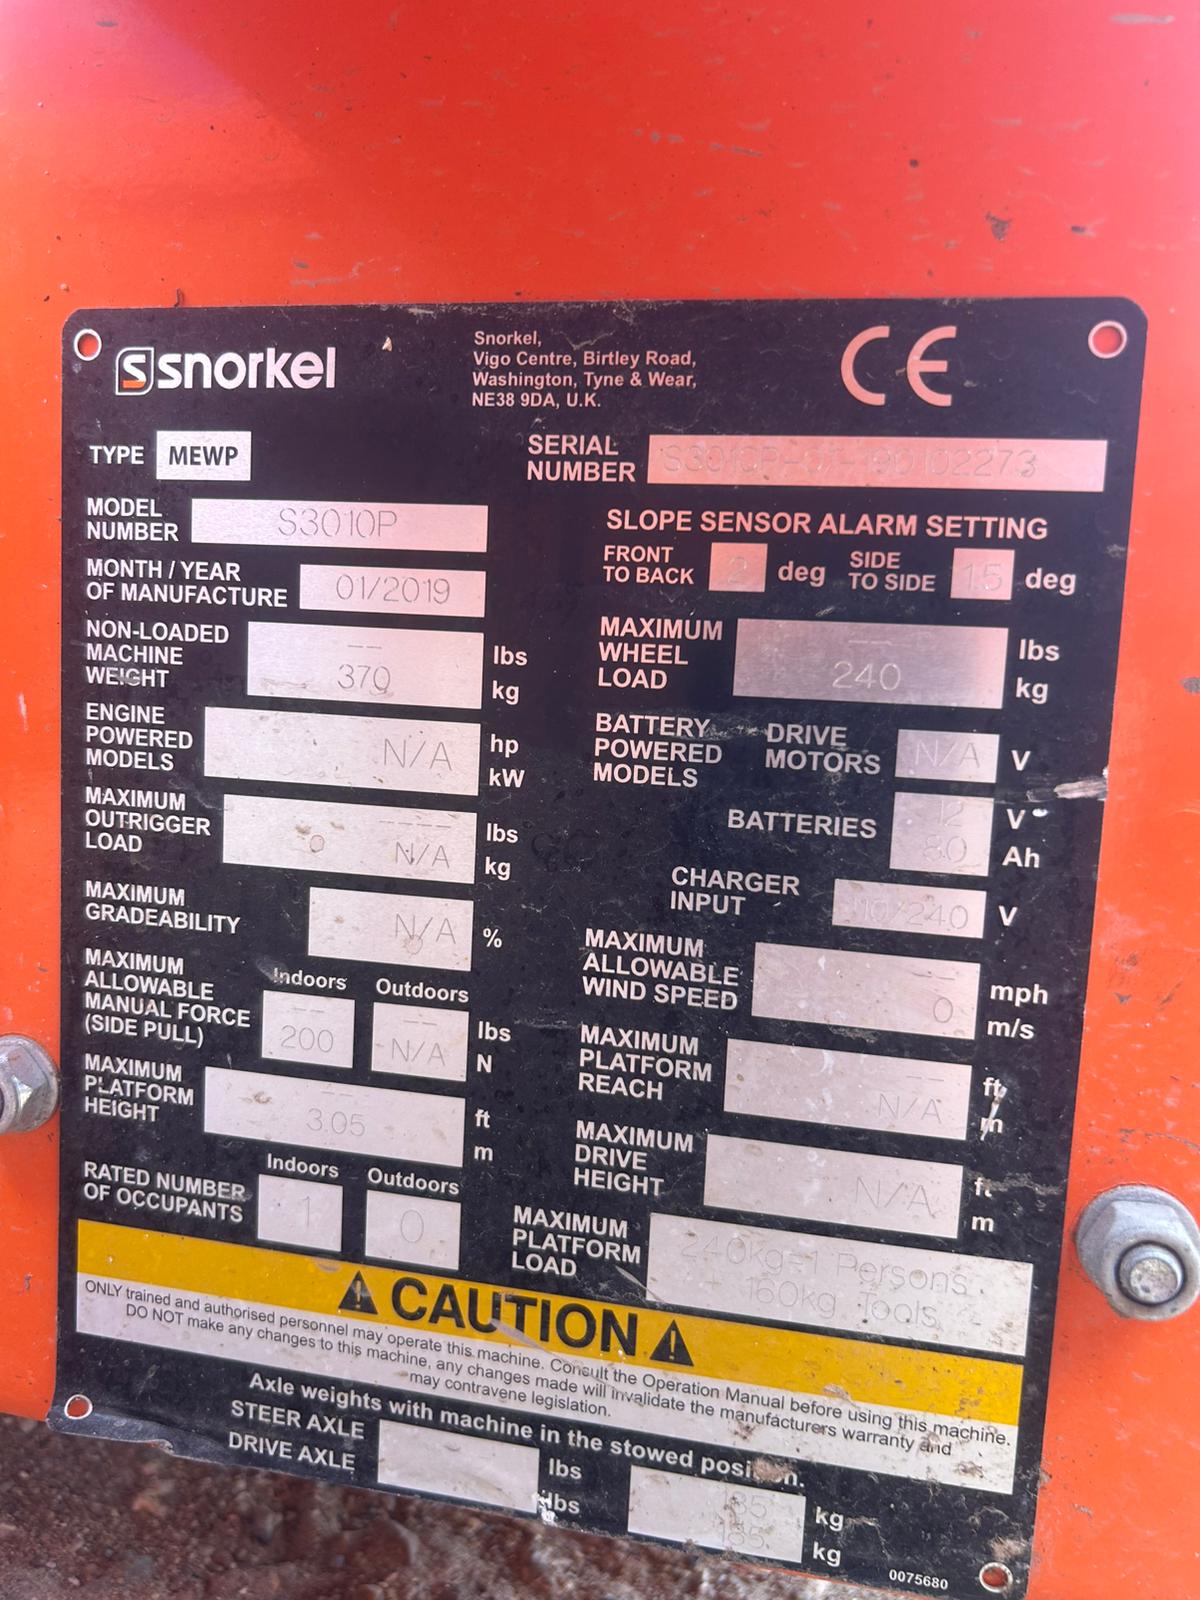 snorkel
Snorkel,
Vigo Centre, Birtley Road,
Washington, Tyne & Wear,
NE38 9DA, U.K.
CE
TYPE MEWP
SERIAL NUMBER S3010P-01-190102273
MODEL NUMBER S3010P
MONTH / YEAR OF MANUFACTURE 01/2019
NON-LOADED MACHINE WEIGHT -- lbs
370 kg
ENGINE POWERED MODELS hp
N/A kW
MAXIMUM OUTRIGGER LOAD ---- lbs
N/A kg
MAXIMUM GRADEABILITY N/A %
MAXIMUM ALLOWABLE MANUAL FORCE (SIDE PULL)
Indoors Outdoors
-- -- lbs
200 N/A N
MAXIMUM PLATFORM HEIGHT -- ft
3.05 m
RATED NUMBER OF OCCUPANTS
Indoors Outdoors
1 0
SLOPE SENSOR ALARM SETTING
FRONT TO BACK 2 deg SIDE TO SIDE 1.5 deg
MAXIMUM WHEEL LOAD -- lbs
240 kg
BATTERY POWERED MODELS
DRIVE MOTORS N/A V
BATTERIES 12 V
80 Ah
CHARGER INPUT 110/240 V
MAXIMUM ALLOWABLE WIND SPEED -- mph
0 m/s
MAXIMUM PLATFORM REACH -- ft
N/A m
MAXIMUM DRIVE HEIGHT ft
N/A m
MAXIMUM PLATFORM LOAD 240kg=1 Persons
160kg Tools
CAUTION
ONLY trained and authorised personnel may operate this machine. Consult the Operation Manual before using this machine.
DO NOT make any changes to this machine, any changes made will invalidate the manufacturers warranty and
may contravene legislation.
Axle weights with machine in the stowed position.
STEER AXLE lbs 185 kg
DRIVE AXLE lbs 185 kg
0075680